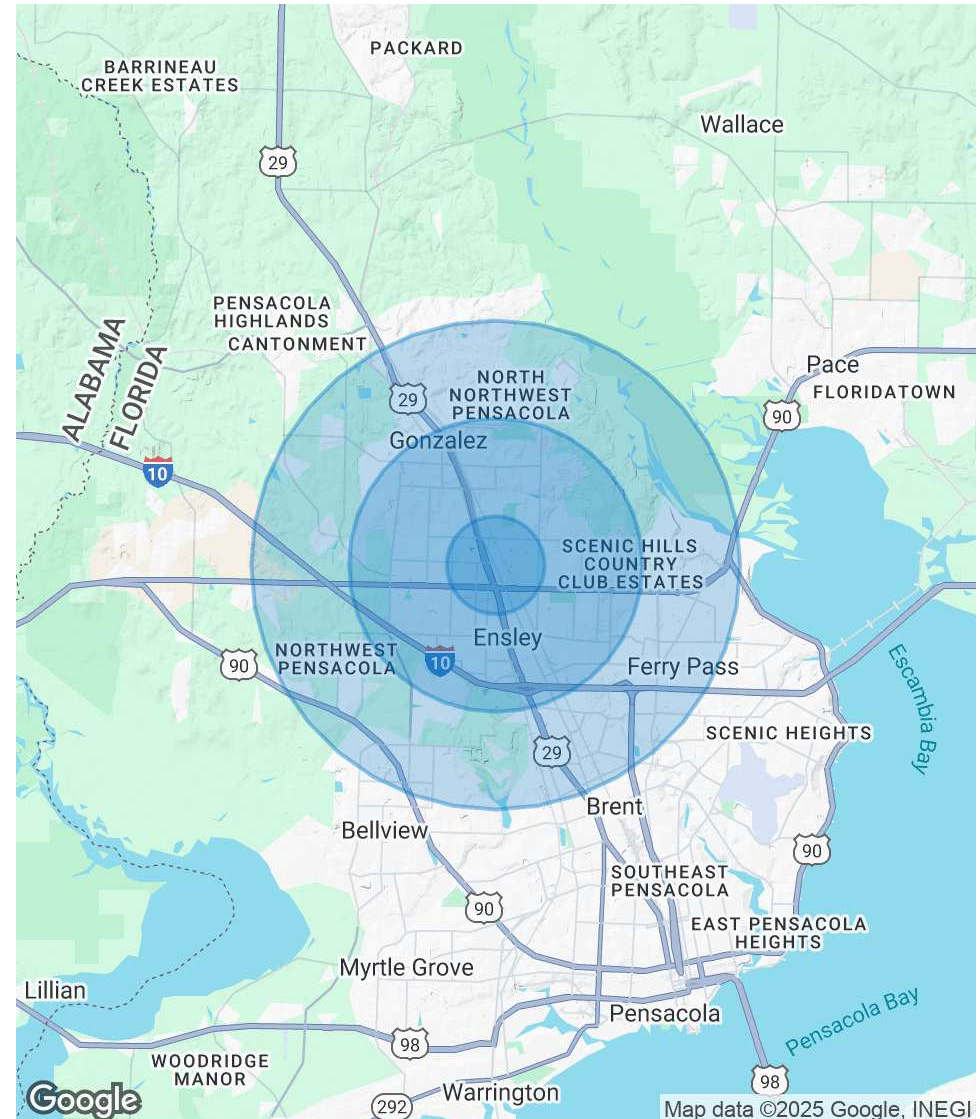 PACKARD
BARRINEAU
CREEK ESTATES
Wallace
29
PENSACOLA
HIGHLANDS
CANTONMENT
ALABAMA
FLORIDA
Pace
NORTH
NORTHWEST
PENSACOLA
29
FLORIDATOWN
90
Gonzalez
10
SCENIC HILLS
COUNTRY
CLUB ESTATES
Ensley
NORTHWEST
PENSACOLA
90
10
Ferry Pass
Escambia Bay
SCENIC HEIGHTS
29
Brent
Bellview
90
SOUTHEAST
PENSACOLA
90
EAST PENSACOLA
HEIGHTS
Myrtle Grove
Lillian
Pensacola
Pensacola Bay
98
WOODRIDGE
MANOR
98
Warrington
292
Google
Map data ©2025 Google, INEGI